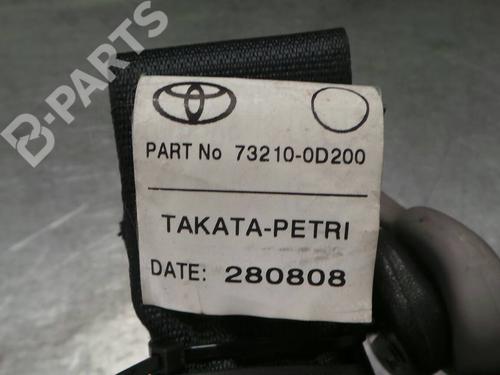 B-PARTS
PART No 73210-0D200
TAKATA-PETRI
DATE: 280808